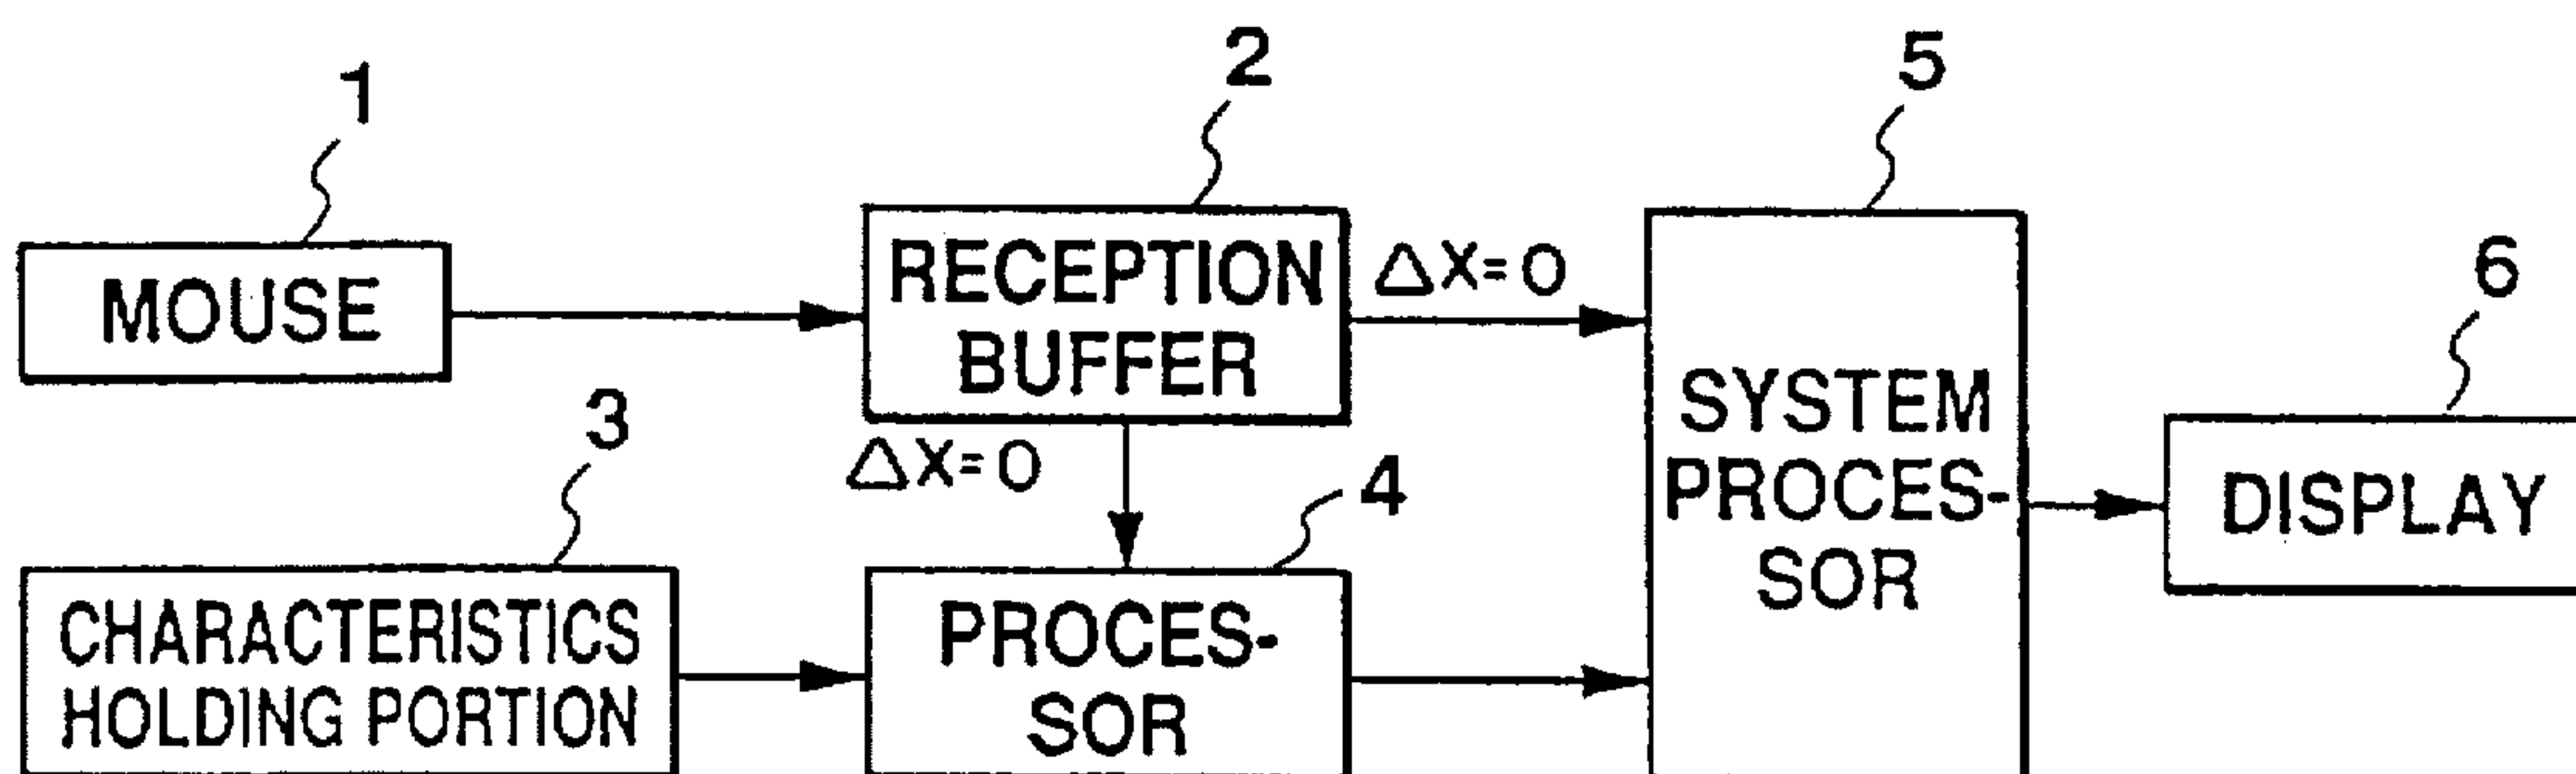 1
2
5
6
MOUSE
RECEPTION
BUFFER
ΔX=0
SYSTEM
PROCES-
SOR
DISPLAY
3
ΔX=0
4
CHARACTERISTICS
HOLDING PORTION
PROCES-
SOR